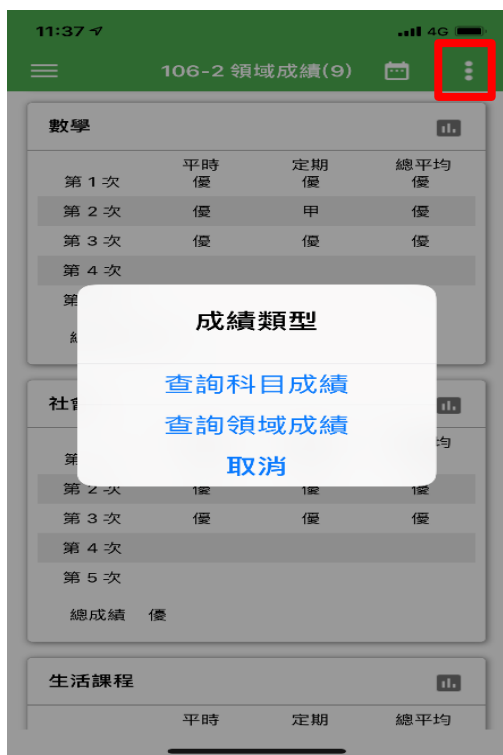 11:37
4G
106-2 領域成績(9)
數學
平時 定期 總平均
第 1 次 優 優 優
第 2 次 優 甲 優
第 3 次 優 優 優
第 4 次
第
成績類型
查詢科目成績
查詢領域成績
取消
社
均
第
第 2 次 優 優 優
第 3 次 優 優 優
第 4 次
第 5 次
總成績 優
生活課程
平時 定期 總平均